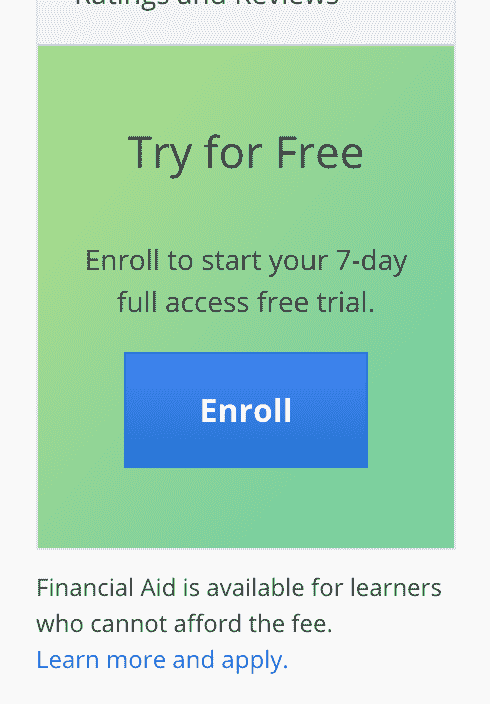 Ratings and Reviews
Try for Free
Enroll to start your 7-day
full access free trial.
Enroll
Financial Aid is available for learners
who cannot afford the fee.
Learn more and apply.